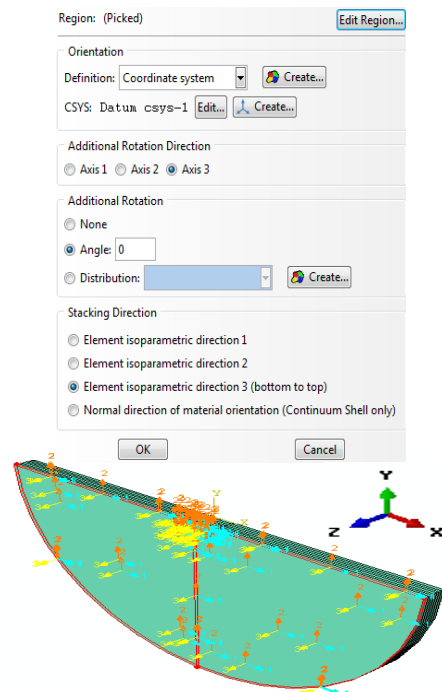 Region: (Picked) Edit Region...
Orientation
Definition: Coordinate system Create...
CSYS: Datum csys-1 Edit... Create...
Additional Rotation Direction
Axis 1 Axis 2 Axis 3
Additional Rotation
None
Angle: 0
Distribution: Create...
Stacking Direction
Element isoparametric direction 1
Element isoparametric direction 2
Element isoparametric direction 3 (bottom to top)
Normal direction of material orientation (Continuum Shell only)
OK Cancel
Y
Z X